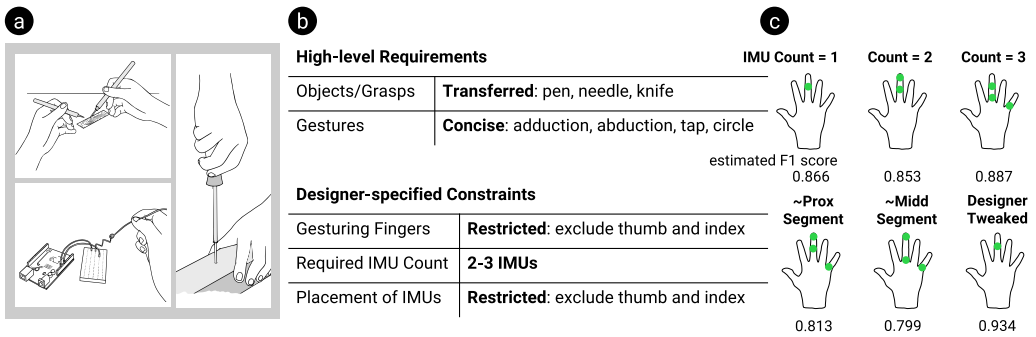 a
b
High-level Requirements
Objects/Grasps Transferred: pen, needle, knife
Gestures Concise: adduction, abduction, tap, circle
Designer-specified Constraints
Gesturing Fingers Restricted: exclude thumb and index
Required IMU Count 2-3 IMUs
Placement of IMUs Restricted: exclude thumb and index
c
IMU Count = 1 Count = 2 Count = 3
estimated F1 score
0.866 0.853 0.887
~Prox Segment ~Midd Segment Designer Tweaked
0.813 0.799 0.934